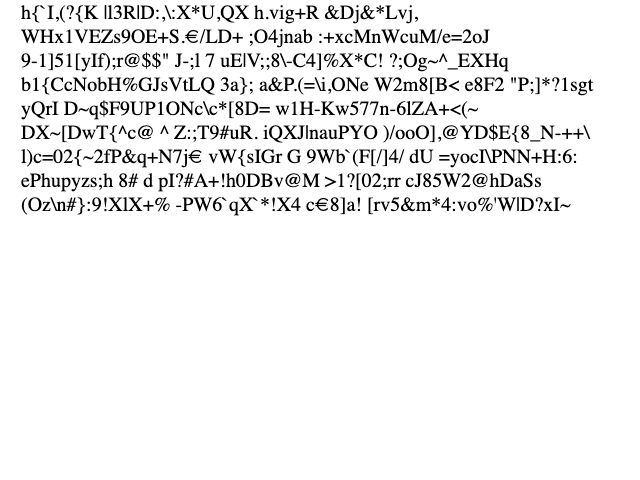 h{`I,(?{K |l3R|D:,\:X*U,QX h.vig+R &Dj&*Lvj,
WHx1VEZs9OE+S.€/LD+ ;O4jnab :+xcMnWcuM/e=2oJ
9-1]51[yIf);r@$$" J-;l 7 uE|V;;8\-C4]%X*C! ?;Og~^_EXHq
b1{CcNobH%GJsVtLQ 3a}; a&P.(=\i,ONe W2m8[B< e8F2 "P;]*?1sgt
yQrI D~q$F9UP1ONc\c*[8D= w1H-Kw577n-6lZA+<(~
DX~[DwT{^c@ ^ Z:;T9#uR. iQXJ|nauPYO )/ooO],@YD$E{8_N-++\
l)c=02{~2fP&q+N7j€ vW{sIGr G 9Wb`(F[/]4/ dU =yocI\PNN+H:6:
ePhupyzs;h 8# d pI?#A+!h0DBv@M >1?[02;rr cJ85W2@hDaSs
(Oz\n#}:9!XlX+% -PW6`qX`*!X4 c€8]a! [rv5&m*4:vo%'W|D?xI~